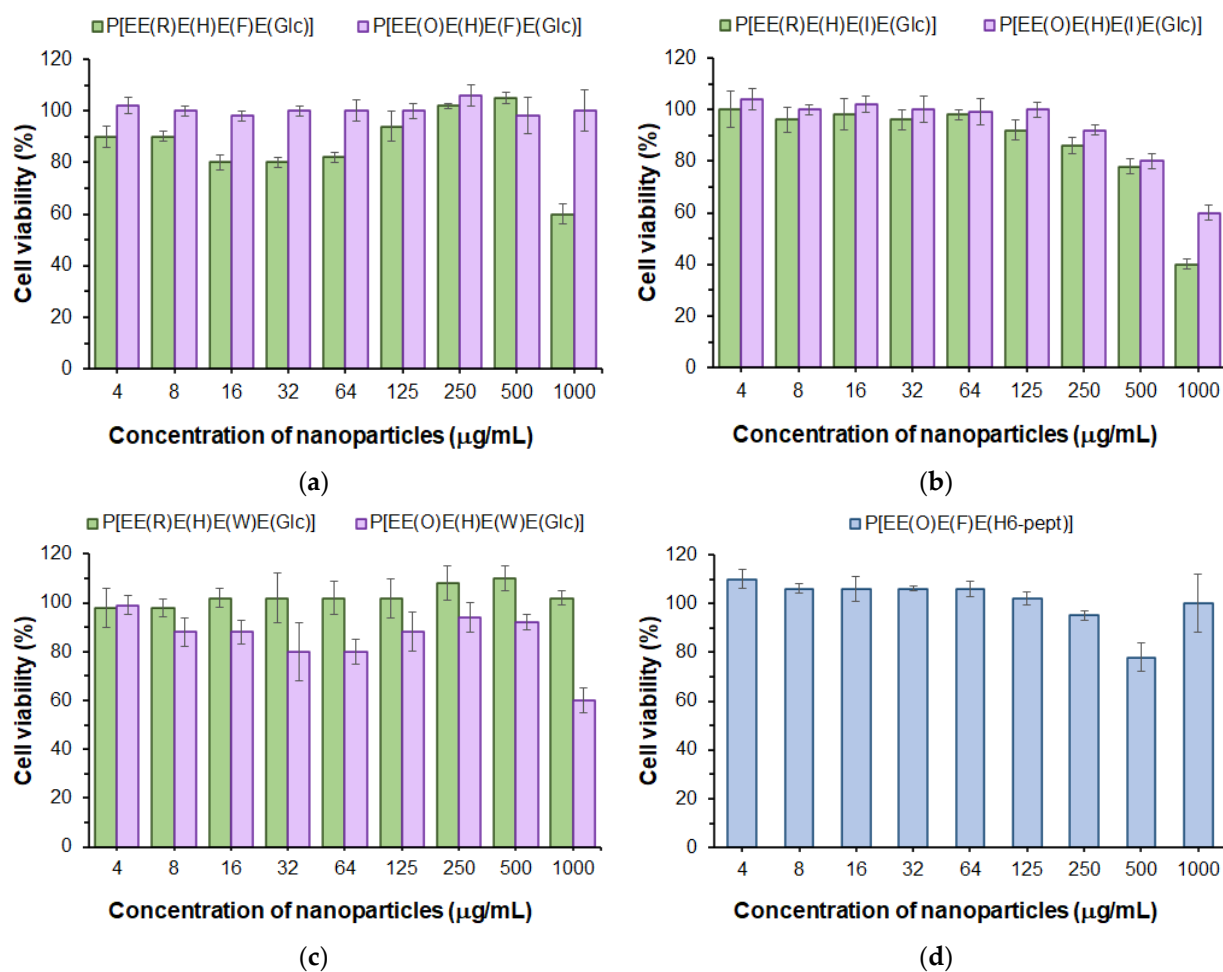 P[EE(R)E(H)E(F)E(Glc)] P[EE(O)E(H)E(F)E(Glc)]
120
100
80
60
40
20
0
Cell viability (%)
4 8 16 32 64 125 250 500 1000
Concentration of nanoparticles (μg/mL)
(a)
P[EE(R)E(H)E(I)E(Glc)] P[EE(O)E(H)E(I)E(Glc)]
120
100
80
60
40
20
0
Cell viability (%)
4 8 16 32 64 125 250 500 1000
Concentration of nanoparticles (μg/mL)
(b)
P[EE(R)E(H)E(W)E(Glc)] P[EE(O)E(H)E(W)E(Glc)]
120
100
80
60
40
20
0
Cell viability (%)
4 8 16 32 64 125 250 500 1000
Concentration of nanoparticles (μg/mL)
(c)
P[EE(O)E(F)E(H6-pept)]
120
100
80
60
40
20
0
Cell viability (%)
4 8 16 32 64 125 250 500 1000
Concentration of nanoparticles (μg/mL)
(d)